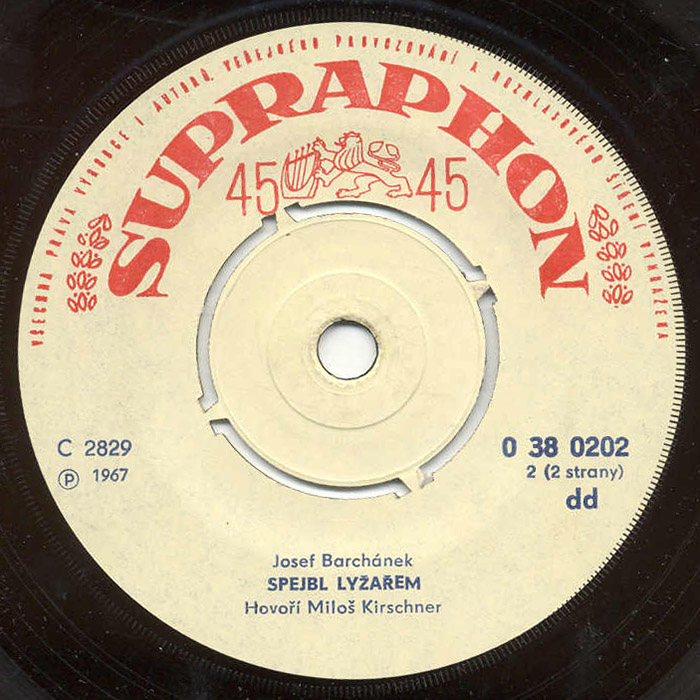 VŠECHNA PRÁVA VÝROBCE I AUTORŮ, VEŘEJNÉHO PROVOZOVÁNÍ A ROZHLASOVÉHO ŠÍŘENÍ VYHRAZENA
SUPRAPHON
45 45
C 2829
Ⓟ 1967
0 38 0202
2 (2 strany)
dd
Josef Barchánek
SPEJBL LYŽAŘEM
Hovoří Miloš Kirschner